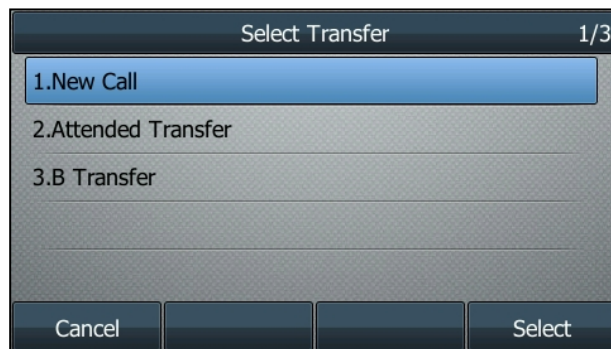 Select Transfer 1/3
1.New Call
2.Attended Transfer
3.B Transfer
Cancel Select